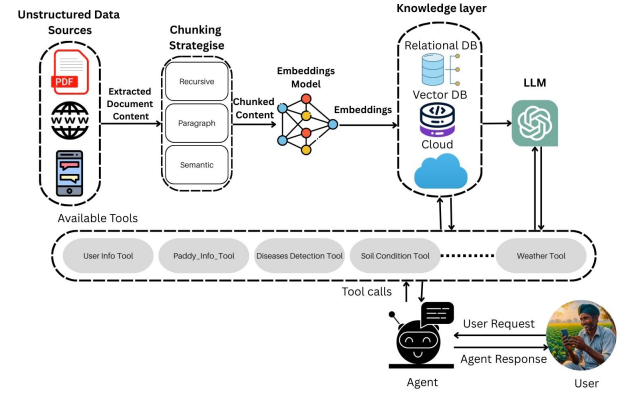 Unstructured Data
Sources
PDF
WWW
Extracted
Document
Content
Chunking
Strategise
Recursive
Paragraph
Semantic
Chunked
Content
Embeddings
Model
Embeddings
Knowledge layer
Relational DB
Vector DB
Cloud
LLM
Available Tools
User Info Tool
Paddy_Info_Tool
Diseases Detection Tool
Soil Condition Tool
Weather Tool
Tool calls
Agent
User Request
Agent Response
User